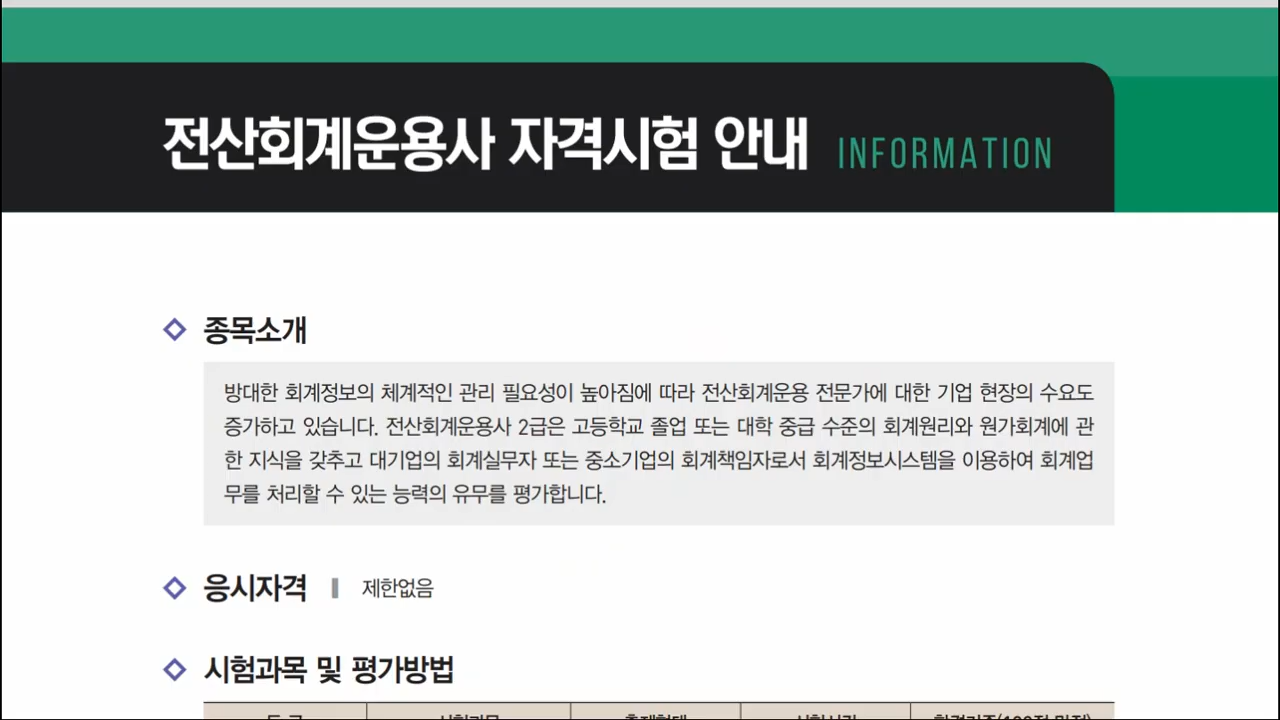 전산회계운용사 자격시험 안내 INFORMATION
종목소개
방대한 회계정보의 체계적인 관리 필요성이 높아짐에 따라 전산회계운용 전문가에 대한 기업 현장의 수요도
증가하고 있습니다. 전산회계운용사 2급은 고등학교 졸업 또는 대학 중급 수준의 회계원리와 원가회계에 관
한 지식을 갖추고 대기업의 회계실무자 또는 중소기업의 회계책임자로서 회계정보시스템을 이용하여 회계업
무를 처리할 수 있는 능력의 유무를 평가합니다.
응시자격 제한없음
시험과목 및 평가방법